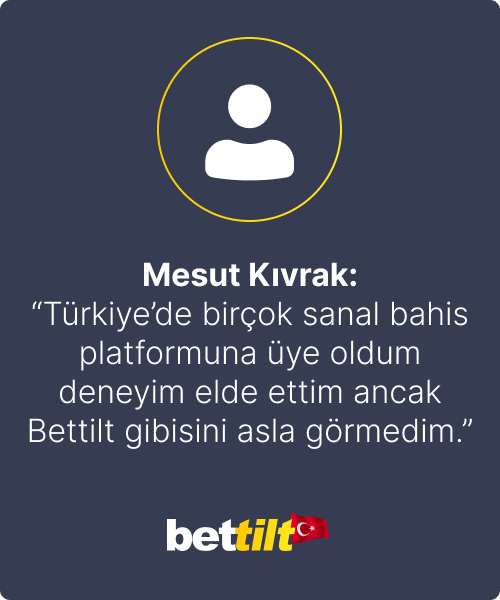 Mesut Kıvrak:
“Türkiye’de birçok sanal bahis
platformuna üye oldum
deneyim elde ettim ancak
Bettilt gibisini asla görmedim.”
bettilt